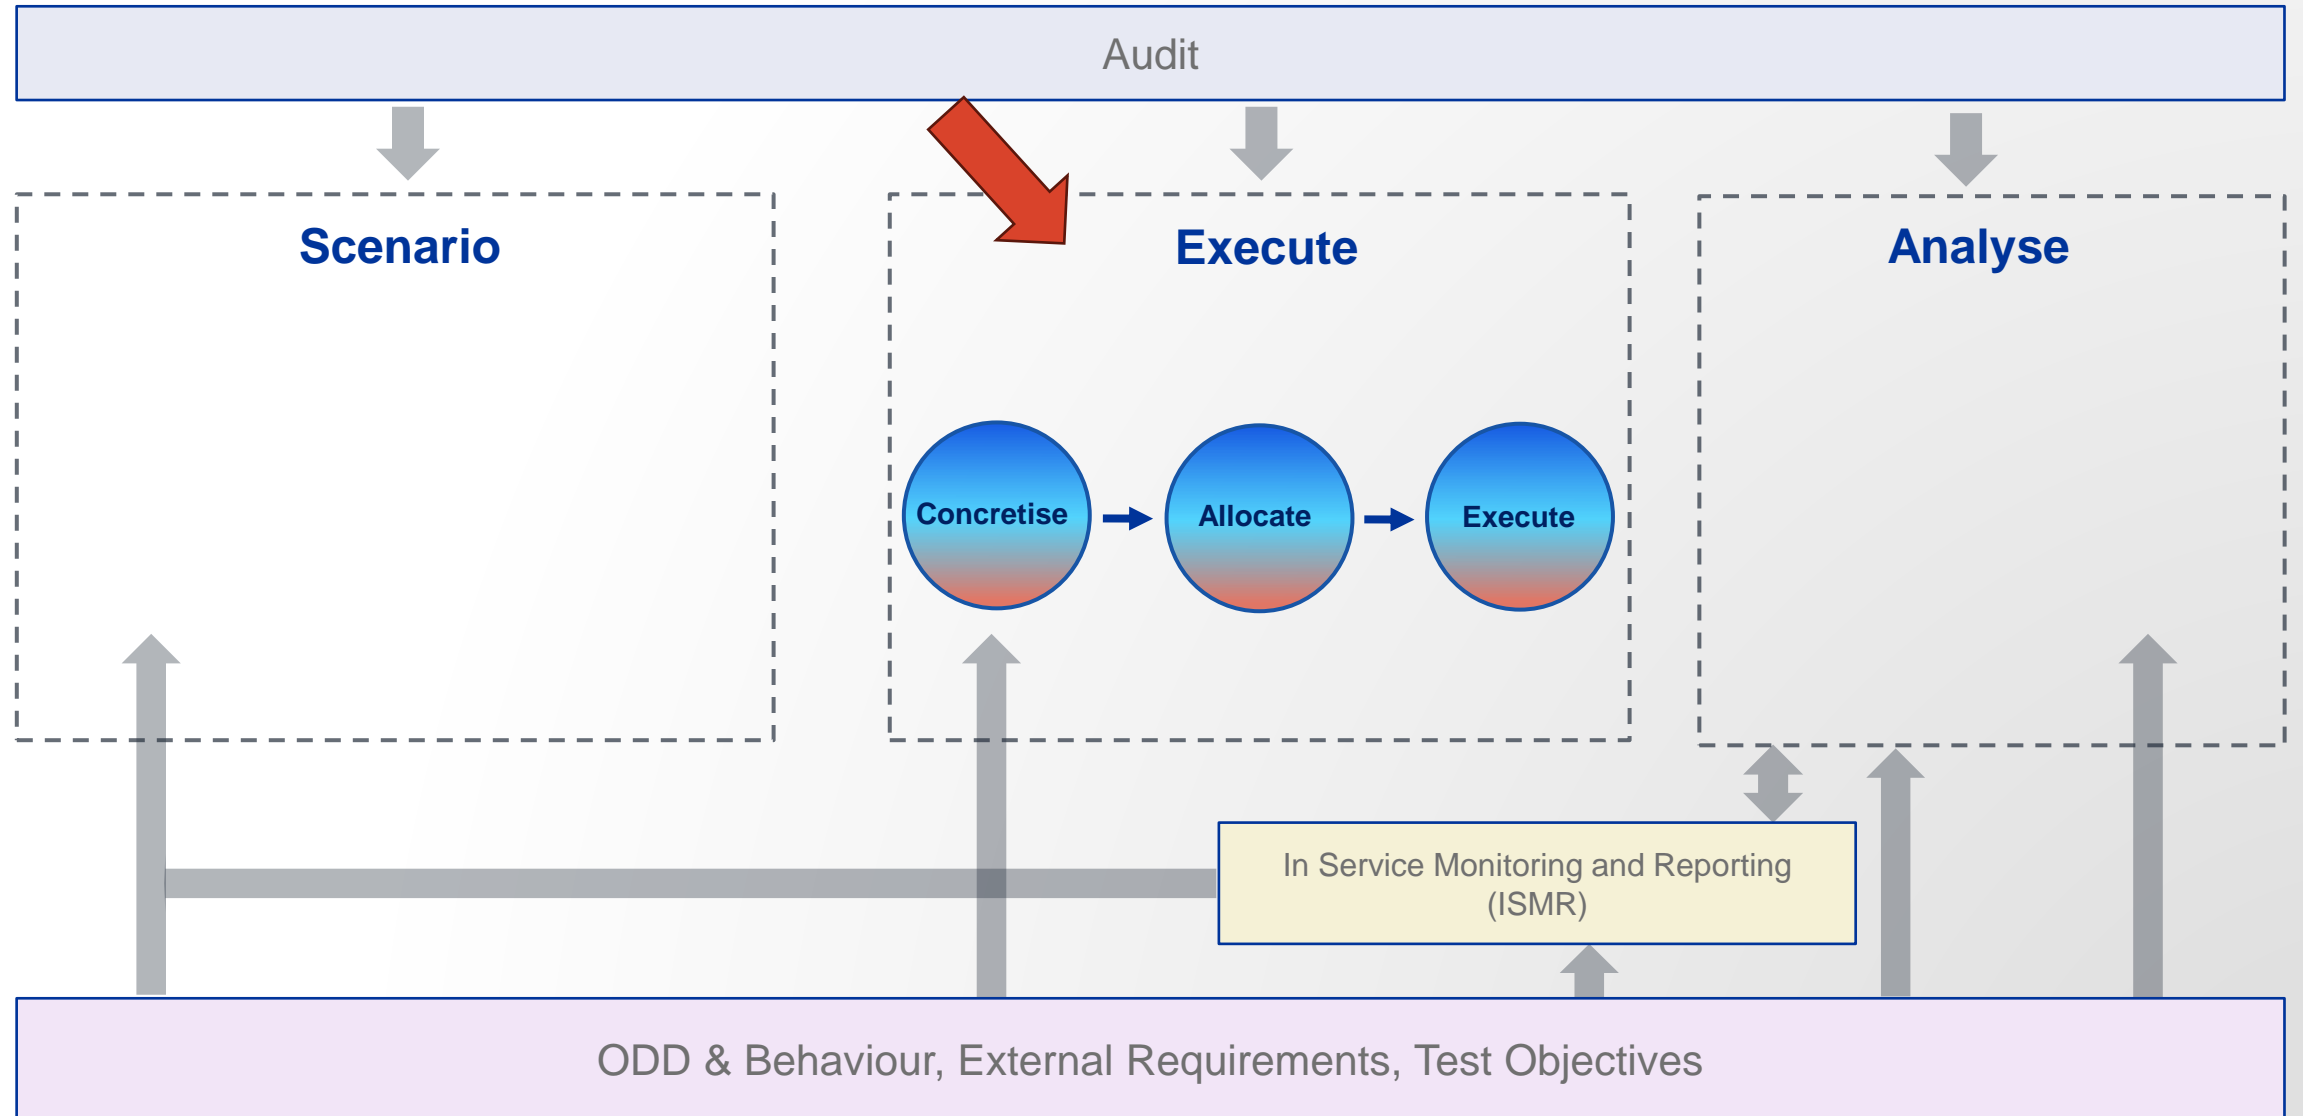 Audit
Scenario
Execute
Analyse
Concretise
Allocate
Execute
In Service Monitoring and Reporting
(ISMR)
ODD & Behaviour, External Requirements, Test Objectives